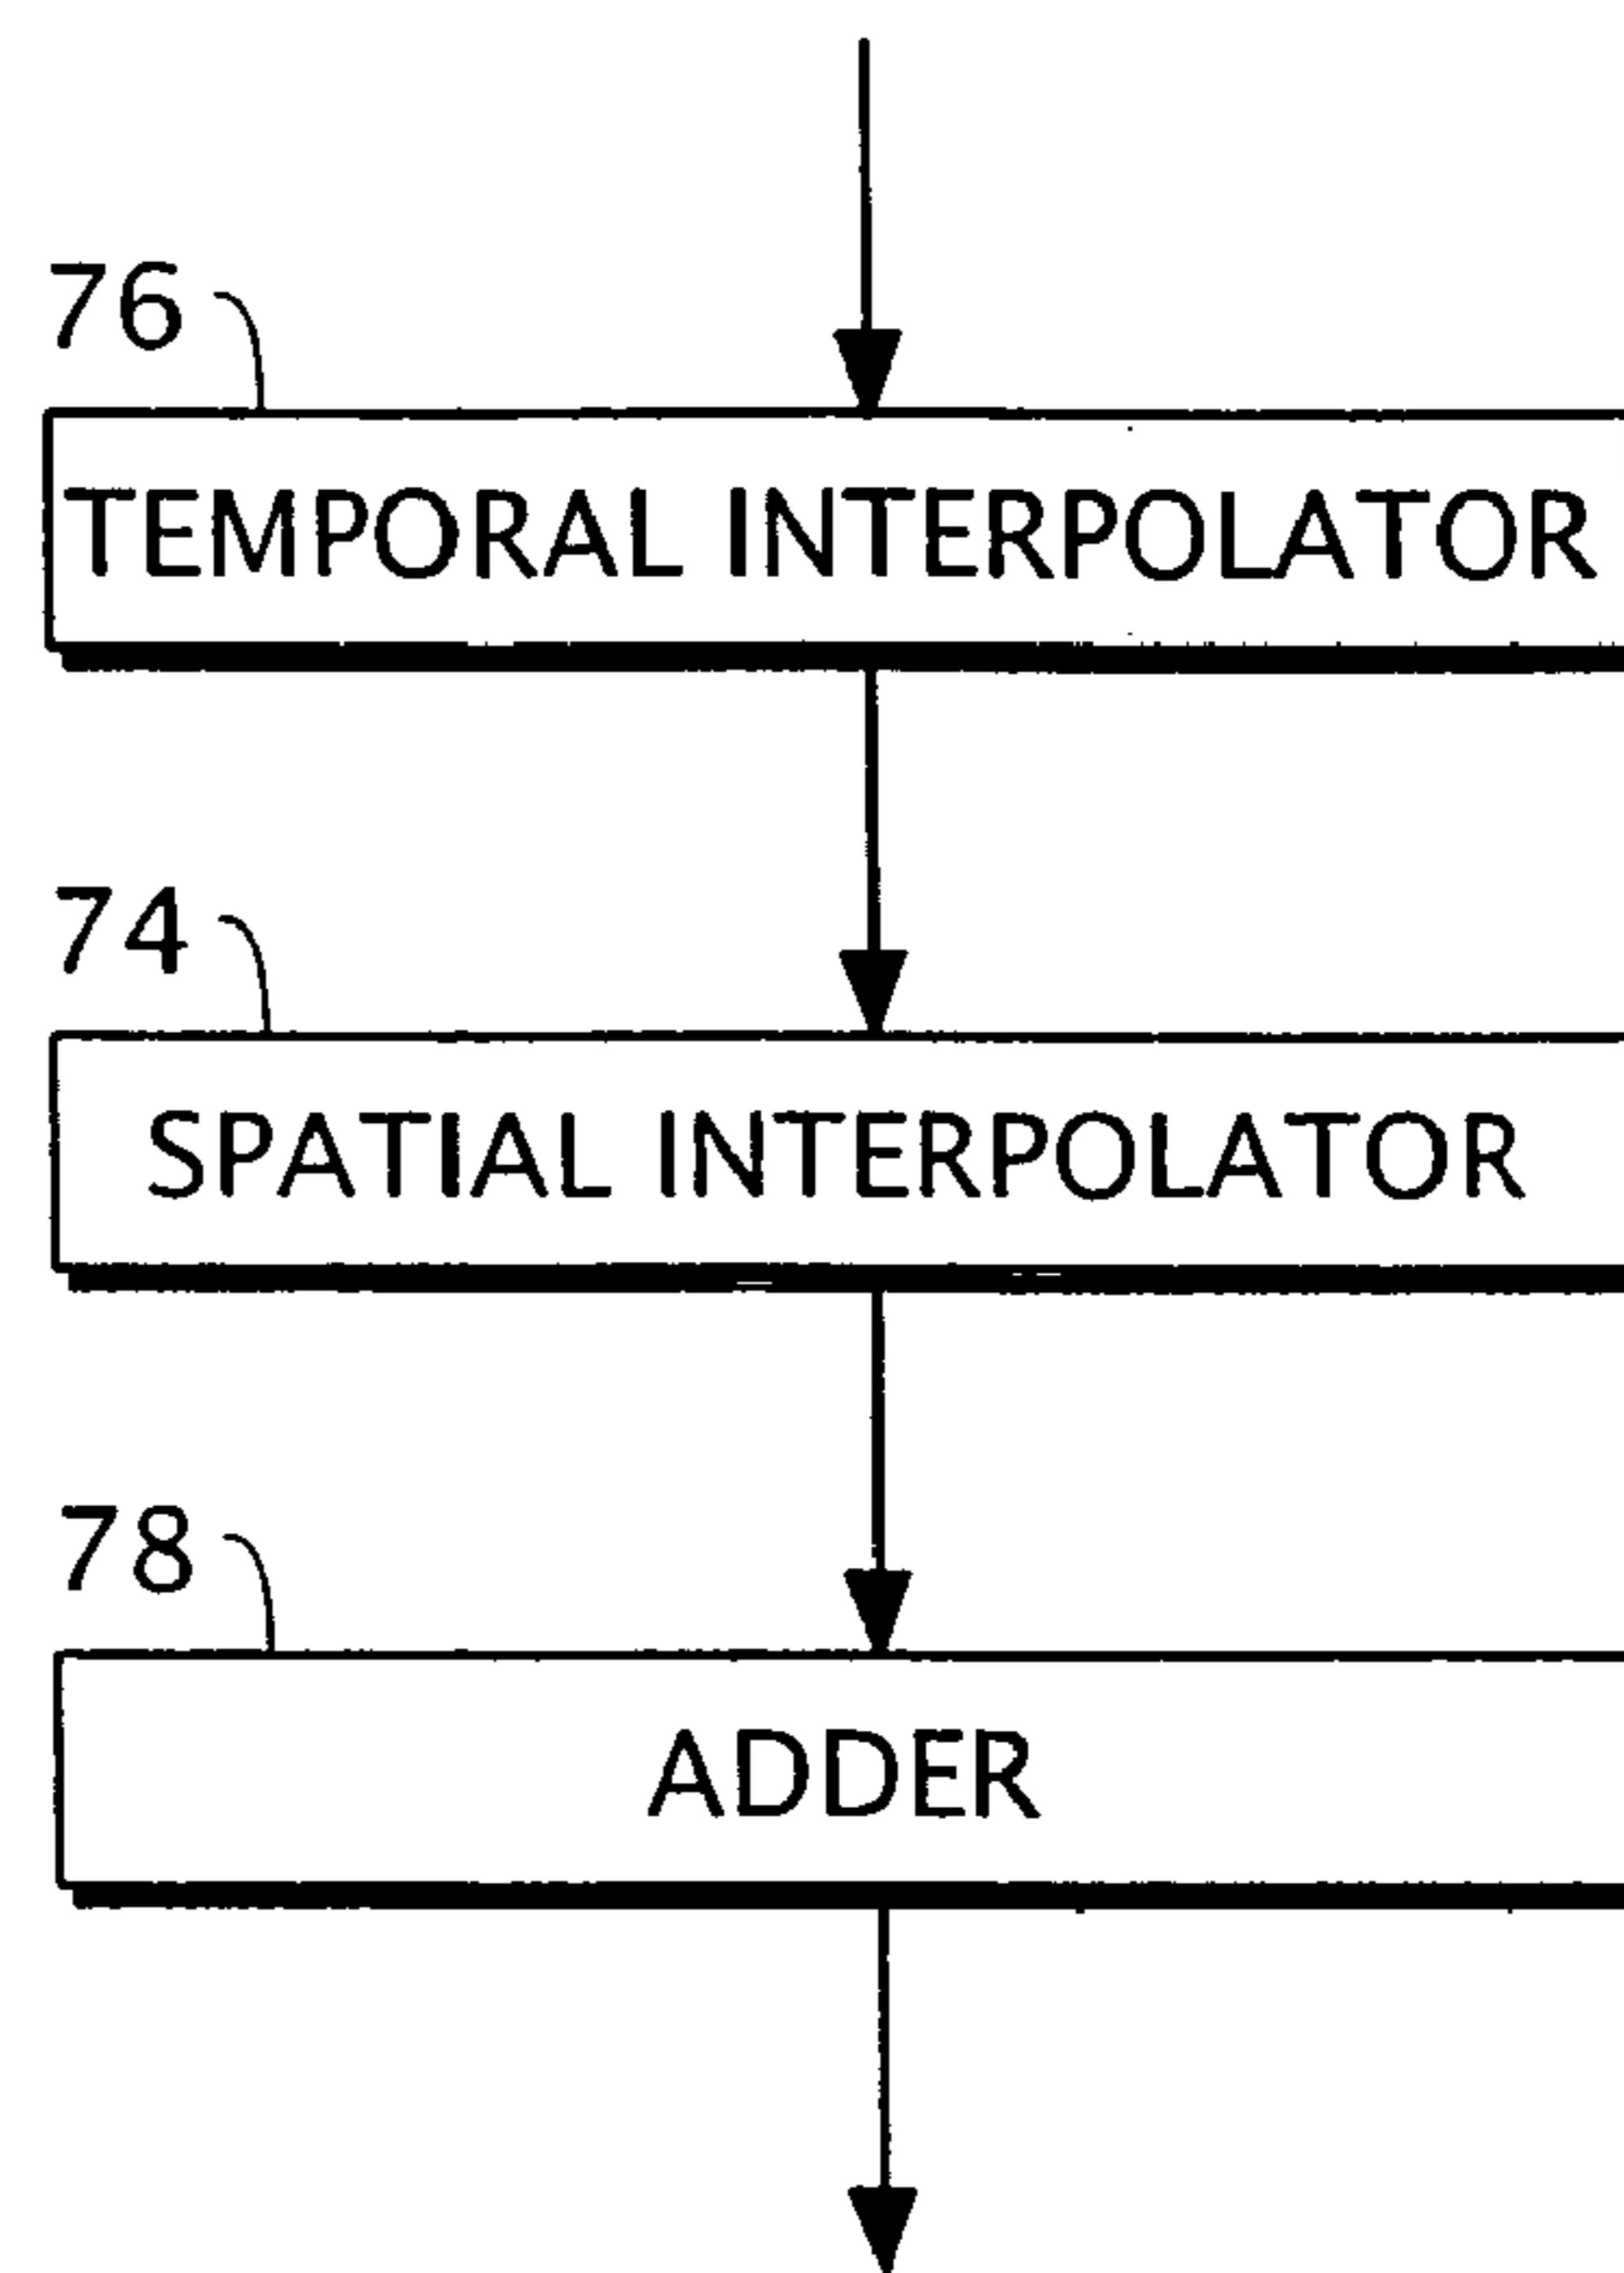 76
TEMPORAL INTERPOLATOR
74
SPATIAL INTERPOLATOR
78
ADDER